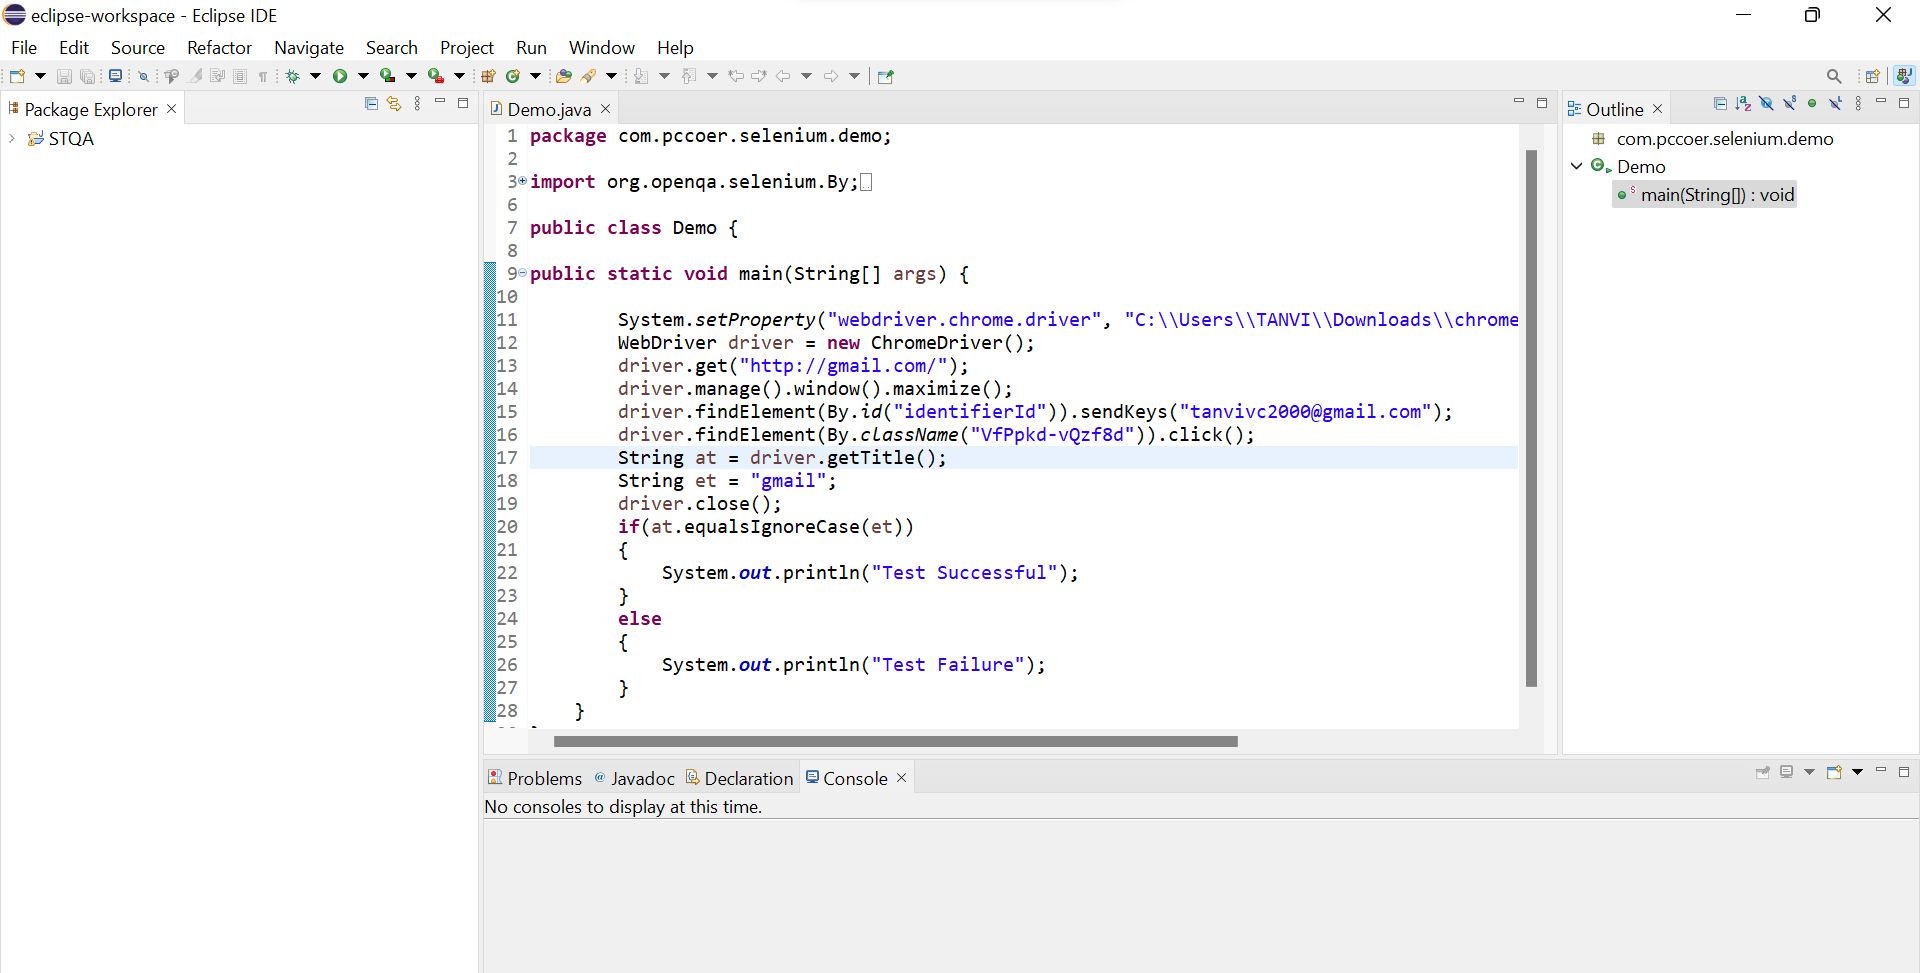 eclipse-workspace - Eclipse IDE
File Edit Source Refactor Navigate Search Project Run Window Help
Package Explorer
STQA
Demo.java
1 package com.pccoer.selenium.demo;
2
3 import org.openqa.selenium.By;
6
7 public class Demo {
8
9 public static void main(String[] args) {
10
11 System.setProperty("webdriver.chrome.driver", "C:\\Users\\TANVI\\Downloads\\chrome
12 WebDriver driver = new ChromeDriver();
13 driver.get("http://gmail.com/");
14 driver.manage().window().maximize();
15 driver.findElement(By.id("identifierId")).sendKeys("tanvivc2000@gmail.com");
16 driver.findElement(By.className("VfPpkd-vQzf8d")).click();
17 String at = driver.getTitle();
18 String et = "gmail";
19 driver.close();
20 if(at.equalsIgnoreCase(et))
21 {
22 System.out.println("Test Successful");
23 }
24 else
25 {
26 System.out.println("Test Failure");
27 }
28 }
Outline
com.pccoer.selenium.demo
Demo
main(String[]) : void
Problems @ Javadoc Declaration Console
No consoles to display at this time.